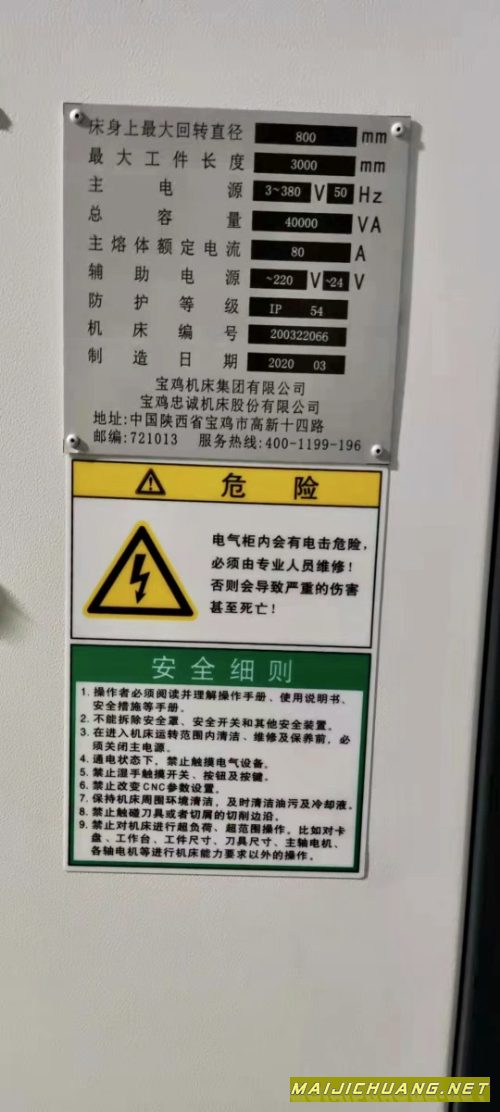 床身上最大回转直径 800 mm
最大工件长度 3000 mm
主电源 3~380 V 50 Hz
总容量 40000 VA
主熔体额定电流 80 A
辅助电源 ~220 V ~24 V
防护等级 IP 54
机床编号 200322066
制造日期 2020 03
宝鸡机床集团有限公司
宝鸡忠诚机床股份有限公司
地址:中国陕西省宝鸡市高新十四路
邮编:721013 服务热线:400-1199-196
危险
电气柜内会有电击危险，
必须由专业人员维修！
否则会导致严重的伤害
甚至死亡！
安全细则
1. 操作者必须阅读并理解操作手册、使用说明书、
安全措施等手册。
2. 不能拆除安全罩、安全开关和其他安全装置。
3. 在进入机床运转范围内清洁、维修及保养前，必
须关闭主电源。
4. 通电状态下，禁止触摸电气设备。
5. 禁止湿手触摸开关、按钮及按键。
6. 禁止改变CNC参数设置。
7. 保持机床周围环境清洁，及时清洁油污及冷却液。
8. 禁止触碰刀具或者切屑的切削边沿。
9. 禁止对机床进行超负荷、超范围操作。比如对卡
盘、工作台、工件尺寸、刀具尺寸、主轴电机、
各轴电机等进行机床能力要求以外的操作。
MAIJICHUANG.NET